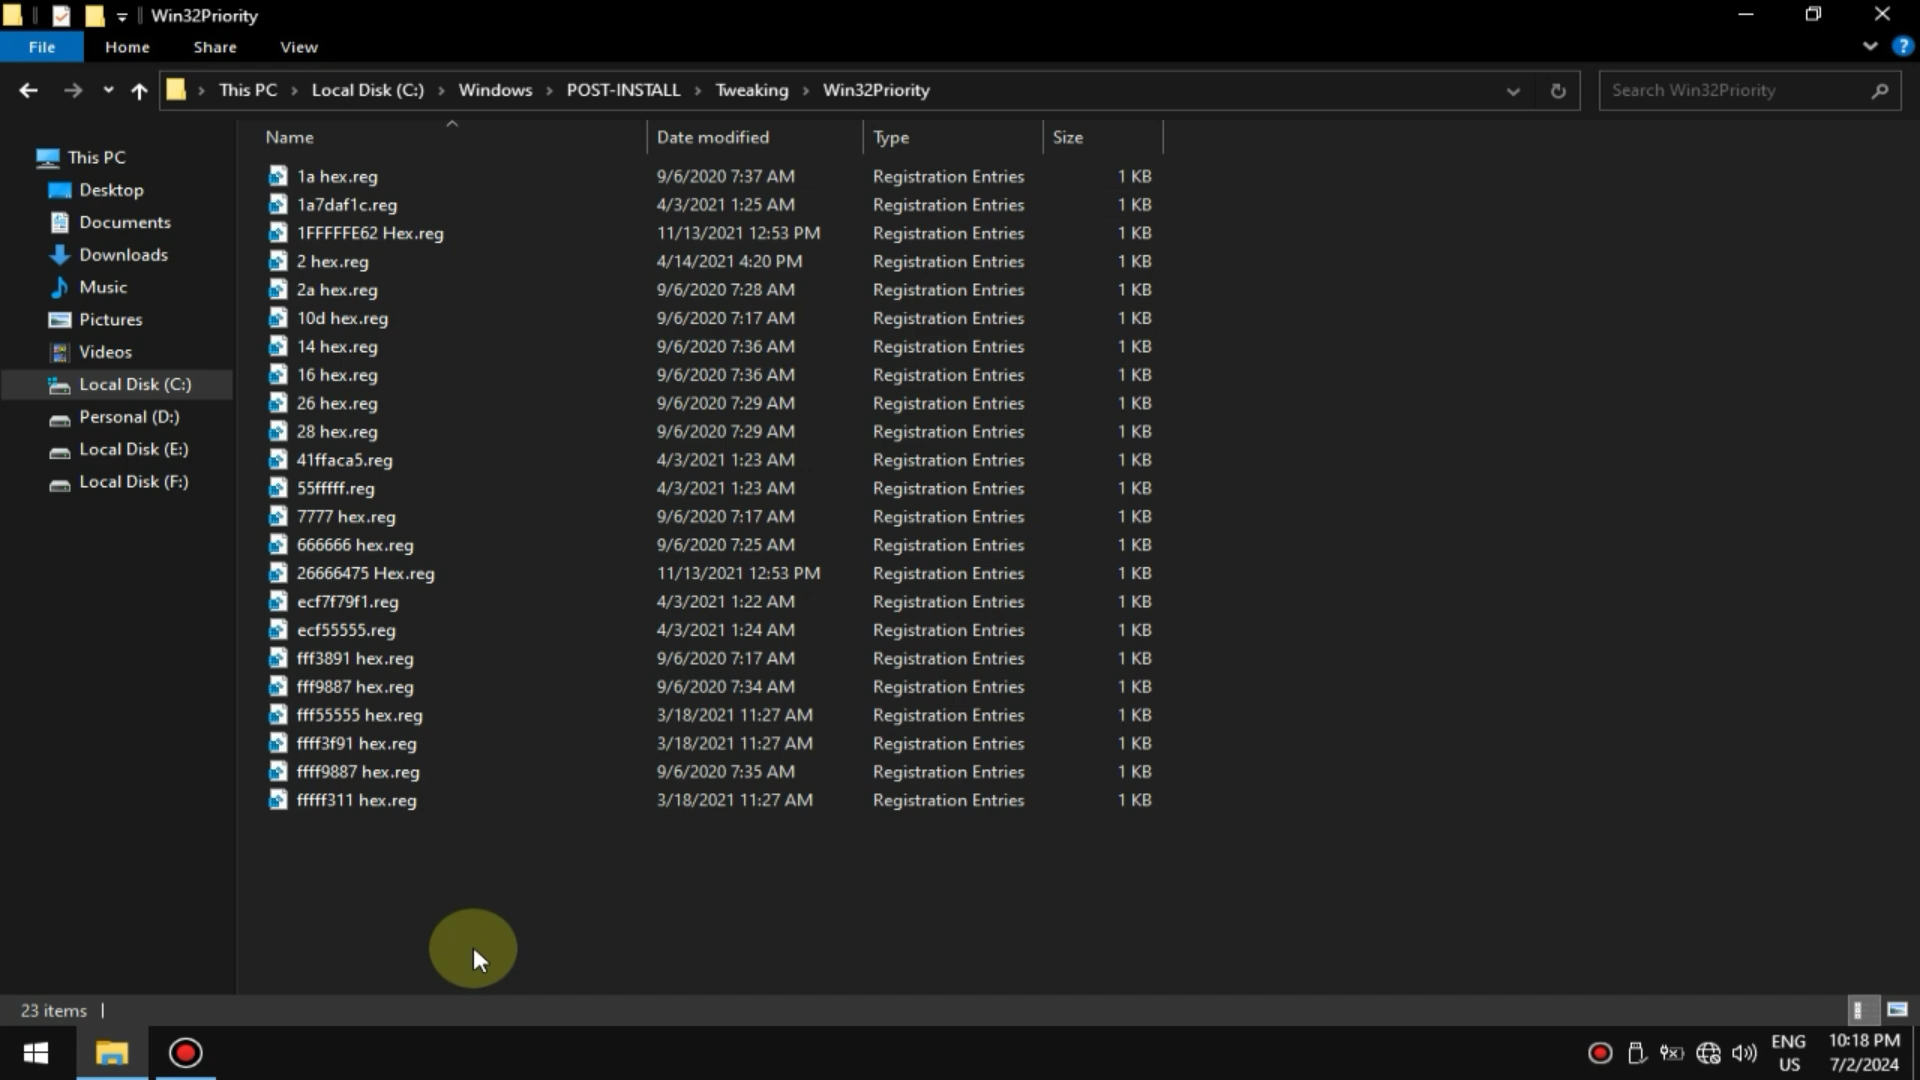 Win32Priority
File Home Share View
This PC Local Disk (C:) Windows POST-INSTALL Tweaking Win32Priority
Search Win32Priority
This PC
Desktop
Documents
Downloads
Music
Pictures
Videos
Local Disk (C:)
Personal (D:)
Local Disk (E:)
Local Disk (F:)
Name Date modified Type Size
1a hex.reg 9/6/2020 7:37 AM Registration Entries 1 KB
1a7daf1c.reg 4/3/2021 1:25 AM Registration Entries 1 KB
1FFFFFE62 Hex.reg 11/13/2021 12:53 PM Registration Entries 1 KB
2 hex.reg 4/14/2021 4:20 PM Registration Entries 1 KB
2a hex.reg 9/6/2020 7:28 AM Registration Entries 1 KB
10d hex.reg 9/6/2020 7:17 AM Registration Entries 1 KB
14 hex.reg 9/6/2020 7:36 AM Registration Entries 1 KB
16 hex.reg 9/6/2020 7:36 AM Registration Entries 1 KB
26 hex.reg 9/6/2020 7:29 AM Registration Entries 1 KB
28 hex.reg 9/6/2020 7:29 AM Registration Entries 1 KB
41ffaca5.reg 4/3/2021 1:23 AM Registration Entries 1 KB
55fffff.reg 4/3/2021 1:23 AM Registration Entries 1 KB
7777 hex.reg 9/6/2020 7:17 AM Registration Entries 1 KB
666666 hex.reg 9/6/2020 7:25 AM Registration Entries 1 KB
26666475 Hex.reg 11/13/2021 12:53 PM Registration Entries 1 KB
ecf7f79f1.reg 4/3/2021 1:22 AM Registration Entries 1 KB
ecf55555.reg 4/3/2021 1:24 AM Registration Entries 1 KB
fff3891 hex.reg 9/6/2020 7:17 AM Registration Entries 1 KB
fff9887 hex.reg 9/6/2020 7:34 AM Registration Entries 1 KB
fff55555 hex.reg 3/18/2021 11:27 AM Registration Entries 1 KB
ffff3f91 hex.reg 3/18/2021 11:27 AM Registration Entries 1 KB
ffff9887 hex.reg 9/6/2020 7:35 AM Registration Entries 1 KB
fffff311 hex.reg 3/18/2021 11:27 AM Registration Entries 1 KB
23 items
ENG
US
10:18 PM
7/2/2024